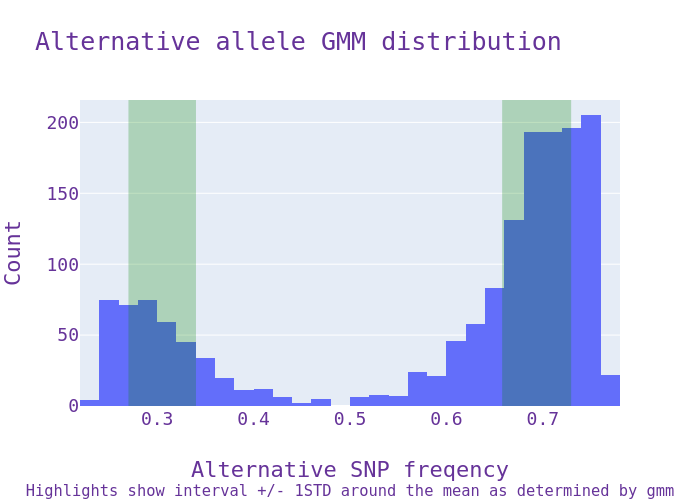 Alternative allele GMM distribution
200
150
100
50
0
Count
0.3 0.4 0.5 0.6 0.7
Alternative SNP freqency
Highlights show interval +/- 1STD around the mean as determined by gmm